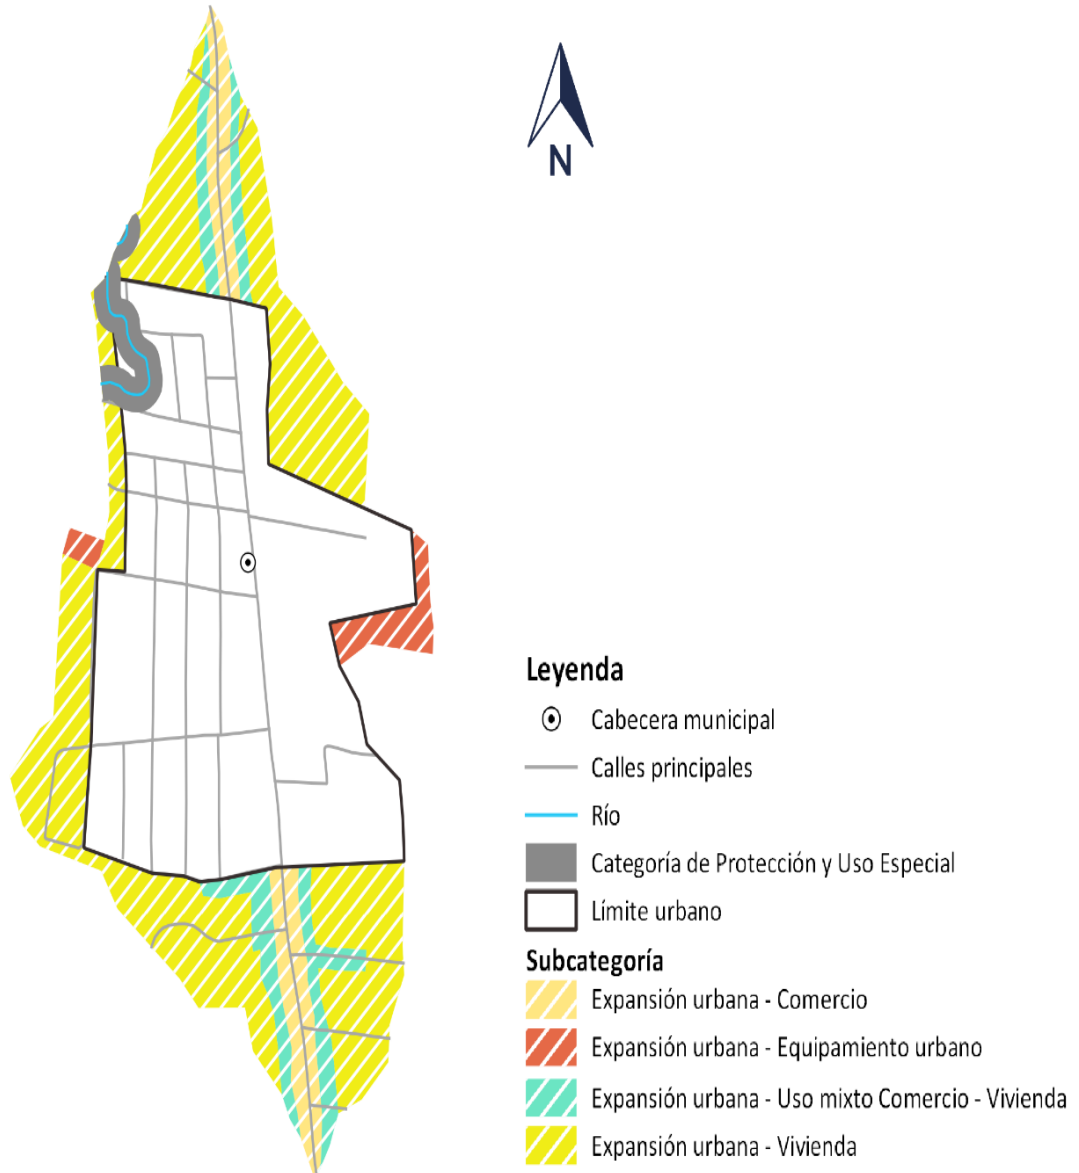 N
Leyenda
Cabecera municipal
Calles principales
Río
Categoría de Protección y Uso Especial
Límite urbano
Subcategoría
Expansión urbana - Comercio
Expansión urbana - Equipamiento urbano
Expansión urbana - Uso mixto Comercio - Vivienda
Expansión urbana - Vivienda